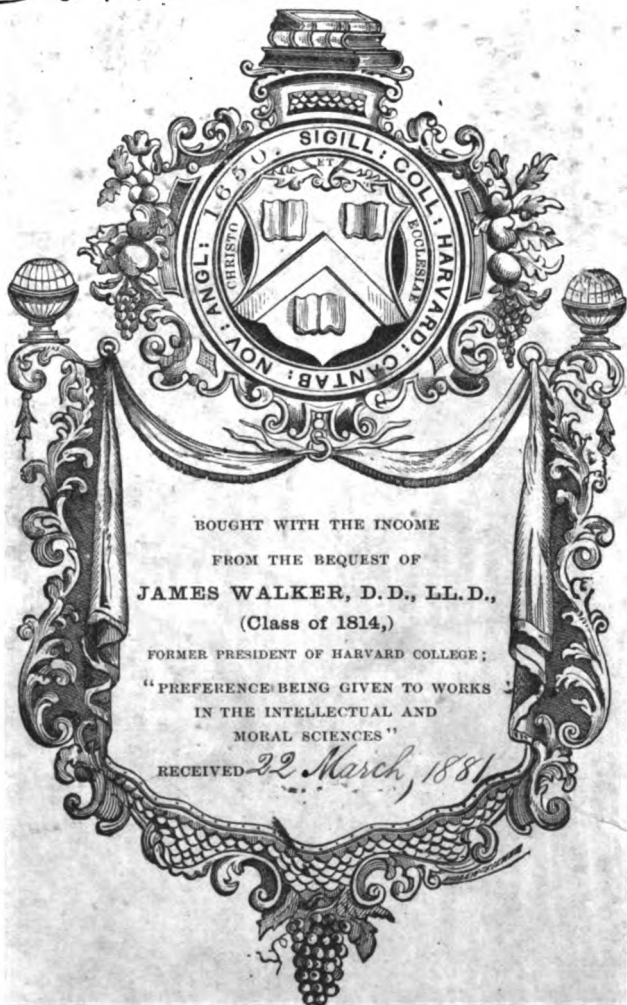 SIGILL: COLL: HARVARD: CANTAB: NOV: ANGL: 1650.
CHRISTO
ET
ECCLESIAE
BOUGHT WITH THE INCOME
FROM THE BEQUEST OF
JAMES WALKER, D.D., LL.D.,
(Class of 1814,)
FORMER PRESIDENT OF HARVARD COLLEGE;
"PREFERENCE BEING GIVEN TO WORKS
IN THE INTELLECTUAL AND
MORAL SCIENCES"
RECEIVED 22 March, 1881